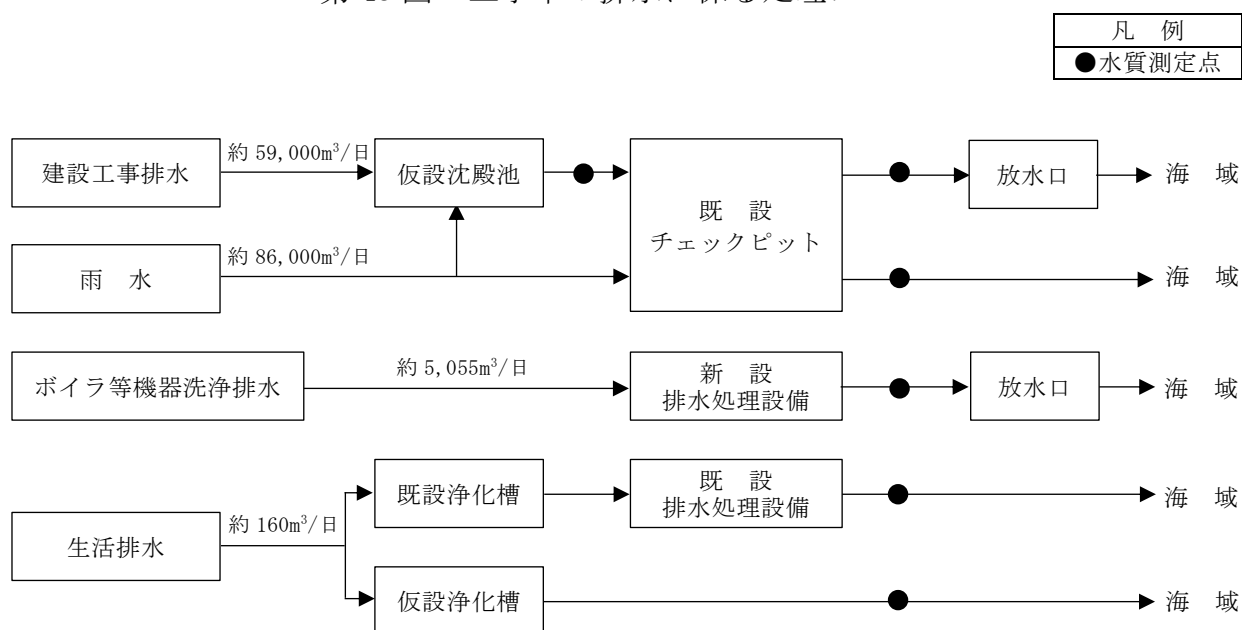 凡 例
●水質測定点
建設工事排水
約 59,000m³/日
仮設沈殿池
既 設
チェックピット
放水口
海 域
雨 水
約 86,000m³/日
海 域
ボイラ等機器洗浄排水
約 5,055m³/日
新 設
排水処理設備
放水口
海 域
生活排水
約 160m³/日
既設浄化槽
既 設
排水処理設備
海 域
仮設浄化槽
海 域